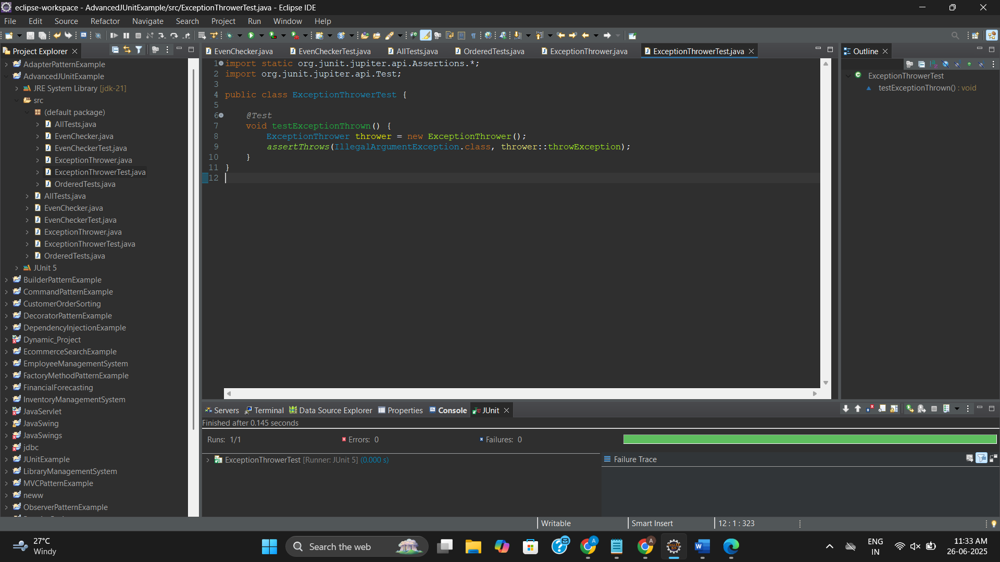 eclipse-workspace - AdvancedJUnitExample/src/ExceptionThrowerTest.java - Eclipse IDE
File Edit Source Refactor Navigate Search Project Run Window Help
Project Explorer
AdapterPatternExample
AdvancedJUnitExample
JRE System Library [jdk-21]
src
(default package)
AllTests.java
EvenChecker.java
EvenCheckerTest.java
ExceptionThrower.java
ExceptionThrowerTest.java
OrderedTests.java
AllTests.java
EvenChecker.java
EvenCheckerTest.java
ExceptionThrower.java
ExceptionThrowerTest.java
OrderedTests.java
JUnit 5
BuilderPatternExample
CommandPatternExample
CustomerOrderSorting
DecoratorPatternExample
DependencyInjectionExample
Dynamic_Project
EcommerceSearchExample
EmployeeManagementSystem
FactoryMethodPatternExample
FinancialForecasting
InventoryManagementSystem
JavaServlet
JavaSwing
JavaSwings
jdbc
JUnitExample
LibraryManagementSystem
MVCPatternExample
neww
ObserverPatternExample
EvenChecker.java EvenCheckerTest.java AllTests.java OrderedTests.java ExceptionThrower.java ExceptionThrowerTest.java
1 import static org.junit.jupiter.api.Assertions.*;
2 import org.junit.jupiter.api.Test;
3
4 public class ExceptionThrowerTest {
5
6 @Test
7 void testExceptionThrown() {
8 ExceptionThrower thrower = new ExceptionThrower();
9 assertThrows(IllegalArgumentException.class, thrower::throwException);
10 }
11 }
12
Outline
ExceptionThrowerTest
testExceptionThrown() : void
Servers Terminal Data Source Explorer Properties Console JUnit
Finished after 0.145 seconds
Runs: 1/1 Errors: 0 Failures: 0
ExceptionThrowerTest [Runner: JUnit 5] (0.000 s)
Failure Trace
Writable Smart Insert 12 : 1 : 323
27°C
Windy
Search the web
ENG
IN
11:33 AM
26-06-2025